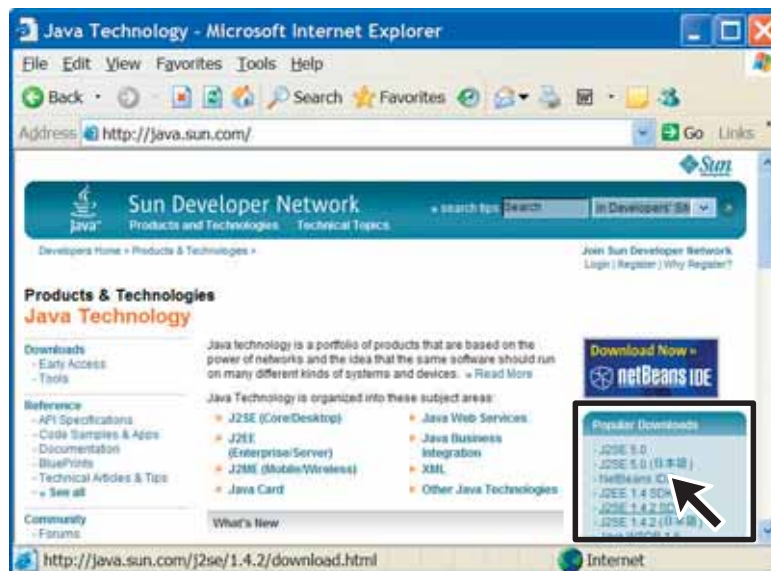 Java Technology - Microsoft Internet Explorer
File Edit View Favorites Tools Help
Back Search Favorites
Address http://java.sun.com/ Go Links
Sun
Java
Sun Developer Network
» search tips Search in Developers' Sit
Products and Technologies Technical Topics
Developers Home > Products & Technologies >
Join Sun Developer Network
Login | Register | Why Register?
Products & Technologies
Java Technology
Downloads
- Early Access
- Tools
Reference
- API Specifications
- Code Samples & Apps
- Documentation
- BluePrints
- Technical Articles & Tips
- » See all
Community
- Forums
Java technology is a portfolio of products that are based on the
power of networks and the idea that the same software should run
on many different kinds of systems and devices. » Read More
Java Technology is organized into these subject areas:
J2SE (Core/Desktop)
J2EE
(Enterprise/Server)
J2ME (Mobile/Wireless)
Java Card
Java Web Services
Java Business
Integration
XML
Other Java Technologies
What's New
Download Now »
netBeans IDE
Popular Downloads
- J2SE 5.0
- J2SE 5.0 (日本語)
- NetBeans ID
- J2EE 1.4 SDK
- J2SE 1.4.2 SD
- J2SE 1.4.2 (日本語)
http://java.sun.com/j2se/1.4.2/download.html Internet